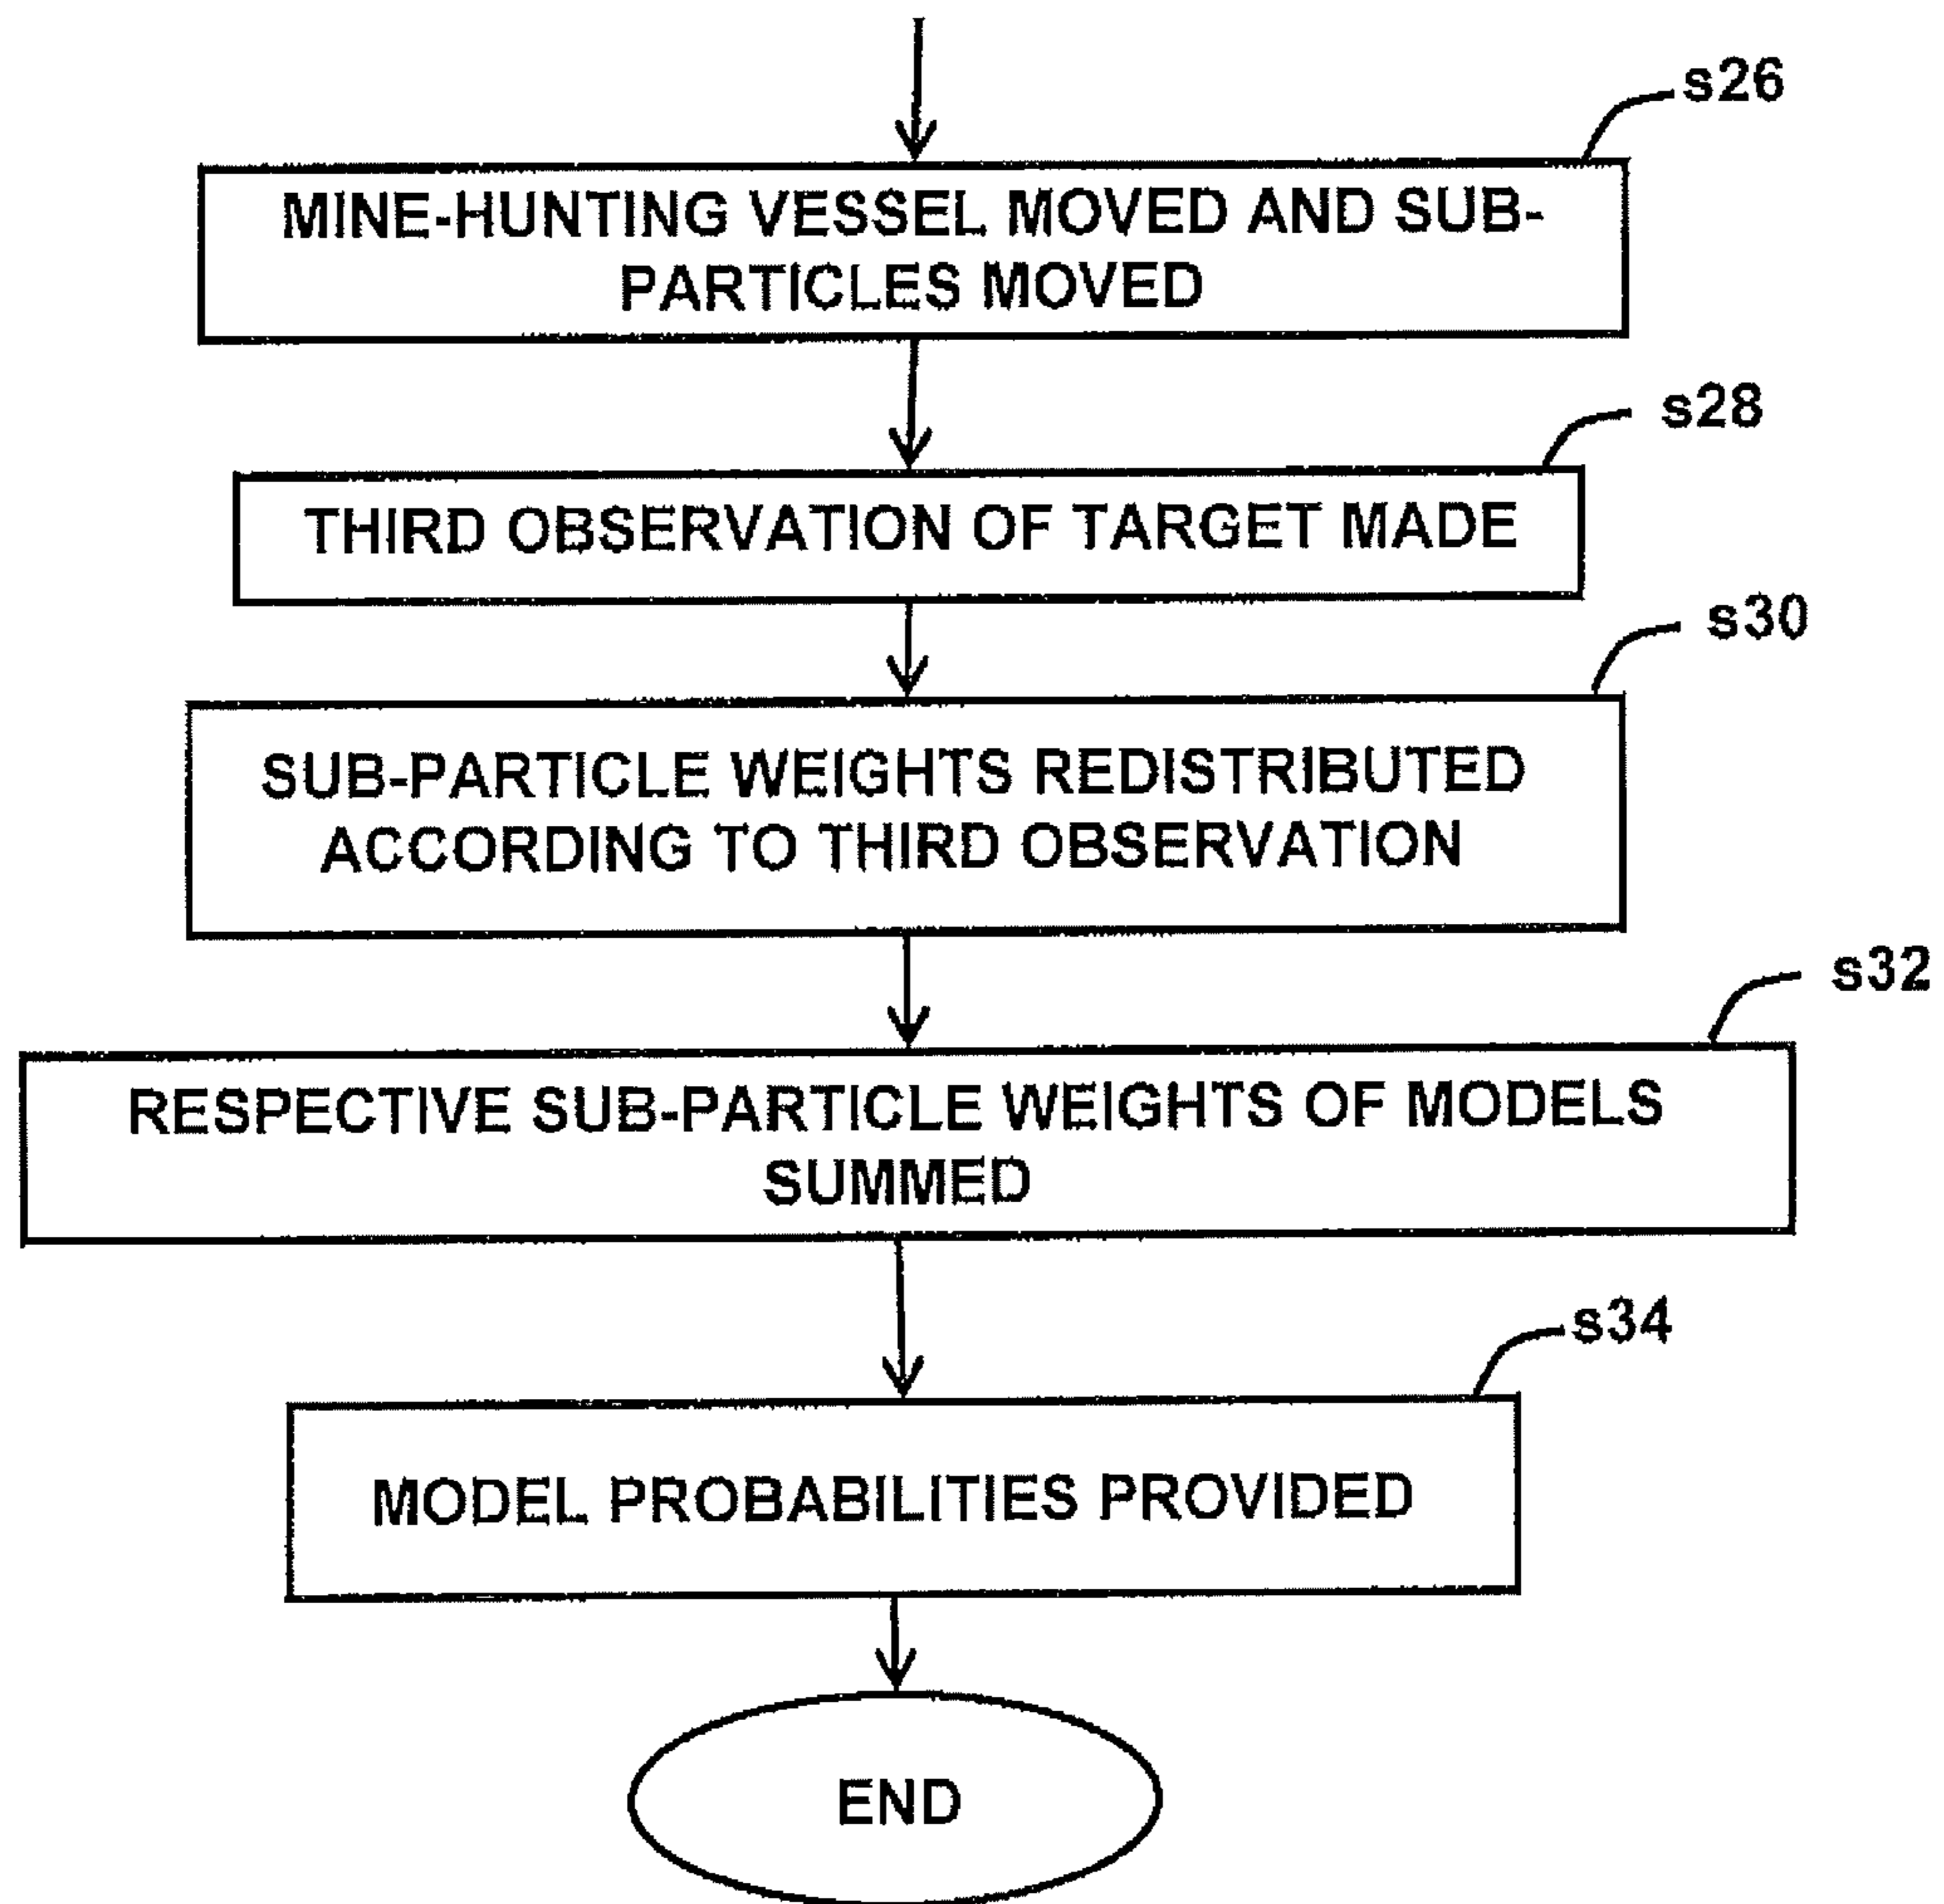 s26
MINE-HUNTING VESSEL MOVED AND SUB-
PARTICLES MOVED
s28
THIRD OBSERVATION OF TARGET MADE
s30
SUB-PARTICLE WEIGHTS REDISTRIBUTED
ACCORDING TO THIRD OBSERVATION
s32
RESPECTIVE SUB-PARTICLE WEIGHTS OF MODELS
SUMMED
s34
MODEL PROBABILITIES PROVIDED
END